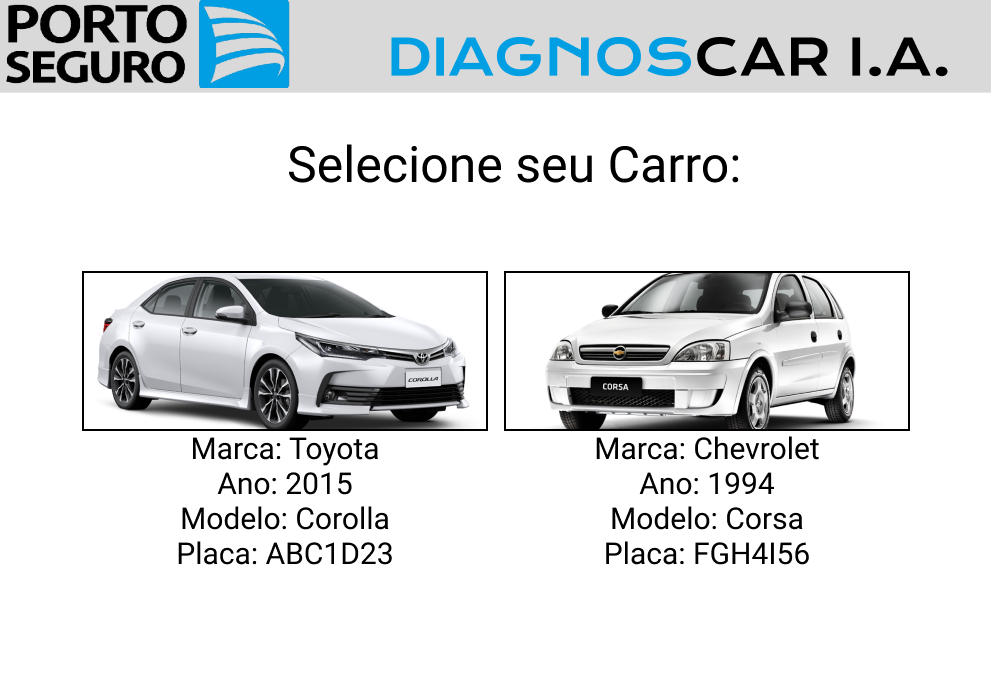 PORTO
SEGURO
DIAGNOSCAR I.A.
Selecione seu Carro:
COROLLA
CORSA
Marca: Toyota
Ano: 2015
Modelo: Corolla
Placa: ABC1D23
Marca: Chevrolet
Ano: 1994
Modelo: Corsa
Placa: FGH4I56